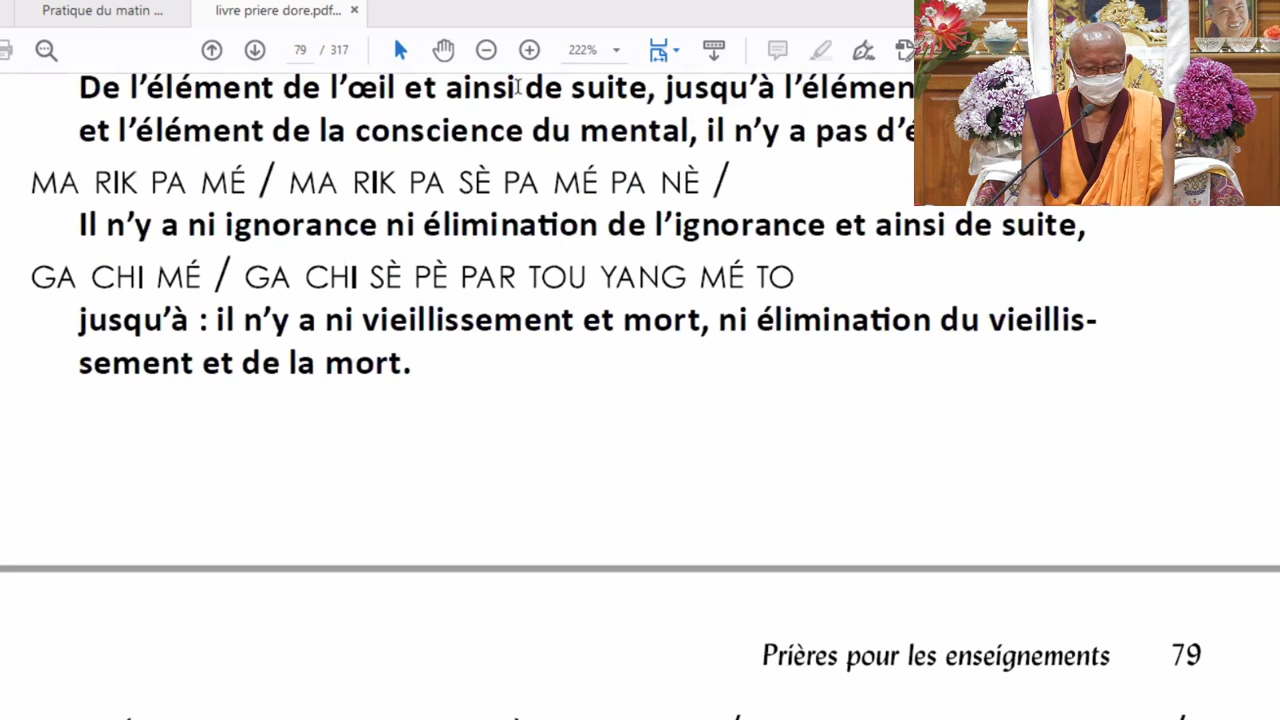 Pratique du matin ...
livre priere dore.pdf...
79 / 317
222%
De l’élément de l’œil et ainsi de suite, jusqu’à
et l’élément de la conscience du mental, il n’y a pas
MA RIK PA MÉ / MA RIK PA SÈ PA MÉ PA NÈ /
Il n’y a ni ignorance ni élimination de l’ignorance et ainsi de suite,
GA CHI MÉ / GA CHI SÈ PÈ PAR TOU YANG MÉ TO
jusqu’à : il n’y a ni vieillissement et mort, ni élimination du vieillis-
sement et de la mort.
Prières pour les enseignements 79